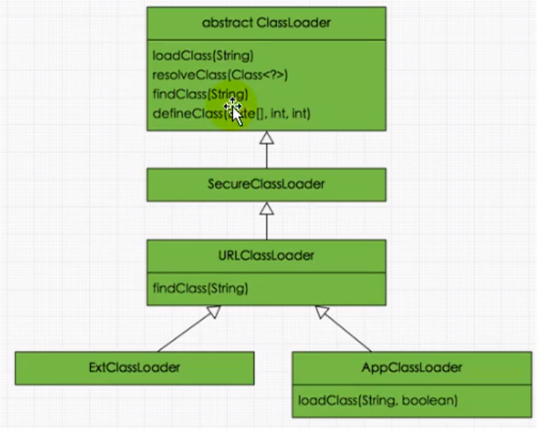 abstract ClassLoader
loadClass(String)
resolveClass(Class<?>)
findClass(String)
defineClass( te[], int, int)
SecureClassLoader
URLClassLoader
findClass(String)
ExtClassLoader
AppClassLoader
loadClass(String, boolean)